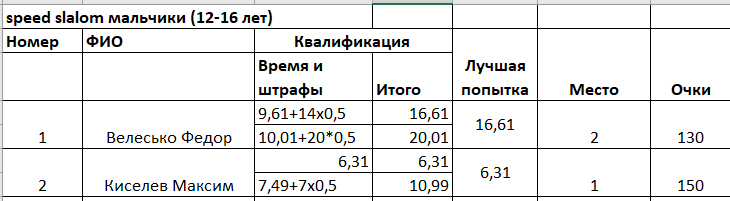 speed slalom мальчики (12-16 лет)
Номер ФИО Квалификация
Время и штрафы Итого Лучшая попытка Место Очки
9,61+14x0,5 16,61
1 Велесько Федор 10,01+20*0,5 20,01 16,61 2 130
6,31 6,31
2 Киселев Максим 7,49+7x0,5 10,99 6,31 1 150